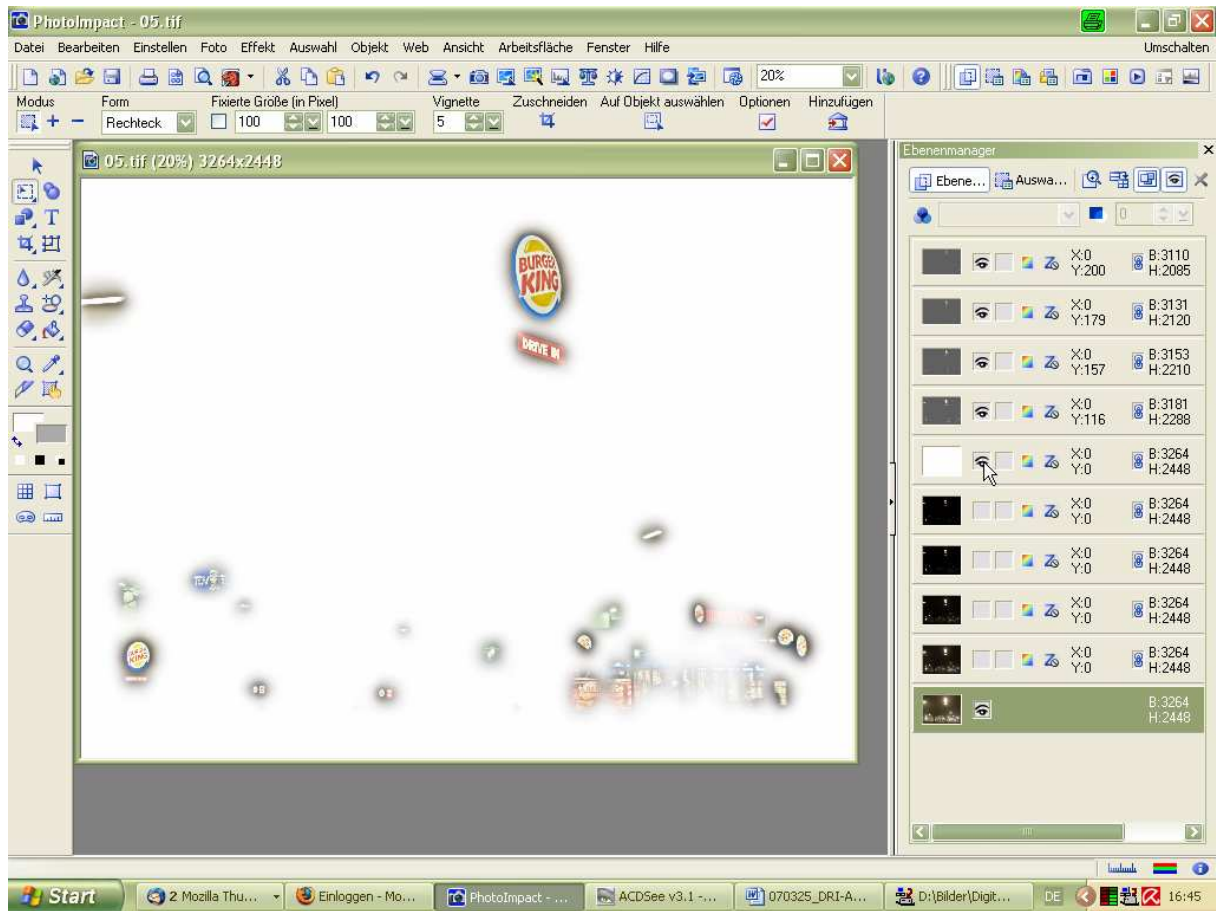 PhotoImpact - 05.tif
Datei Bearbeiten Einstellen Foto Effekt Auswahl Objekt Web Ansicht Arbeitsfläche Fenster Hilfe Umschalten
20%
Modus Form Fixierte Größe (in Pixel) Vignette Zuschneiden Auf Objekt auswählen Optionen Hinzufügen
Rechteck 100 100 5
05.tif (20%) 3264x2448
Ebenenmanager
Ebene... Auswa...
0
BURGER
KING
DRIVE IN
X:0 B:3110
Y:200 H:2085
X:0 B:3131
Y:179 H:2120
X:0 B:3153
Y:157 H:2210
X:0 B:3181
Y:116 H:2288
X:0 B:3264
Y:0 H:2448
X:0 B:3264
Y:0 H:2448
X:0 B:3264
Y:0 H:2448
X:0 B:3264
Y:0 H:2448
X:0 B:3264
Y:0 H:2448
B:3264
H:2448
Start 2 Mozilla Thu... Einloggen - Mo... PhotoImpact - ... ACDSee v3.1 -... 070325_DRI-A... D:\Bilder\Digit... DE 16:45